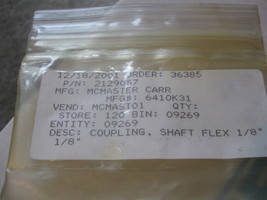 12/18/2001 ORDER: 36385
P/N: 2129057
MFG: MCMASTER CARR
MFG#: 6410K31
VEND: MCMAST01 QTY:
STORE: 120 BIN: 09269
ENTITY: 09269
DESC: COUPLING, SHAFT FLEX 1/8"
1/8"